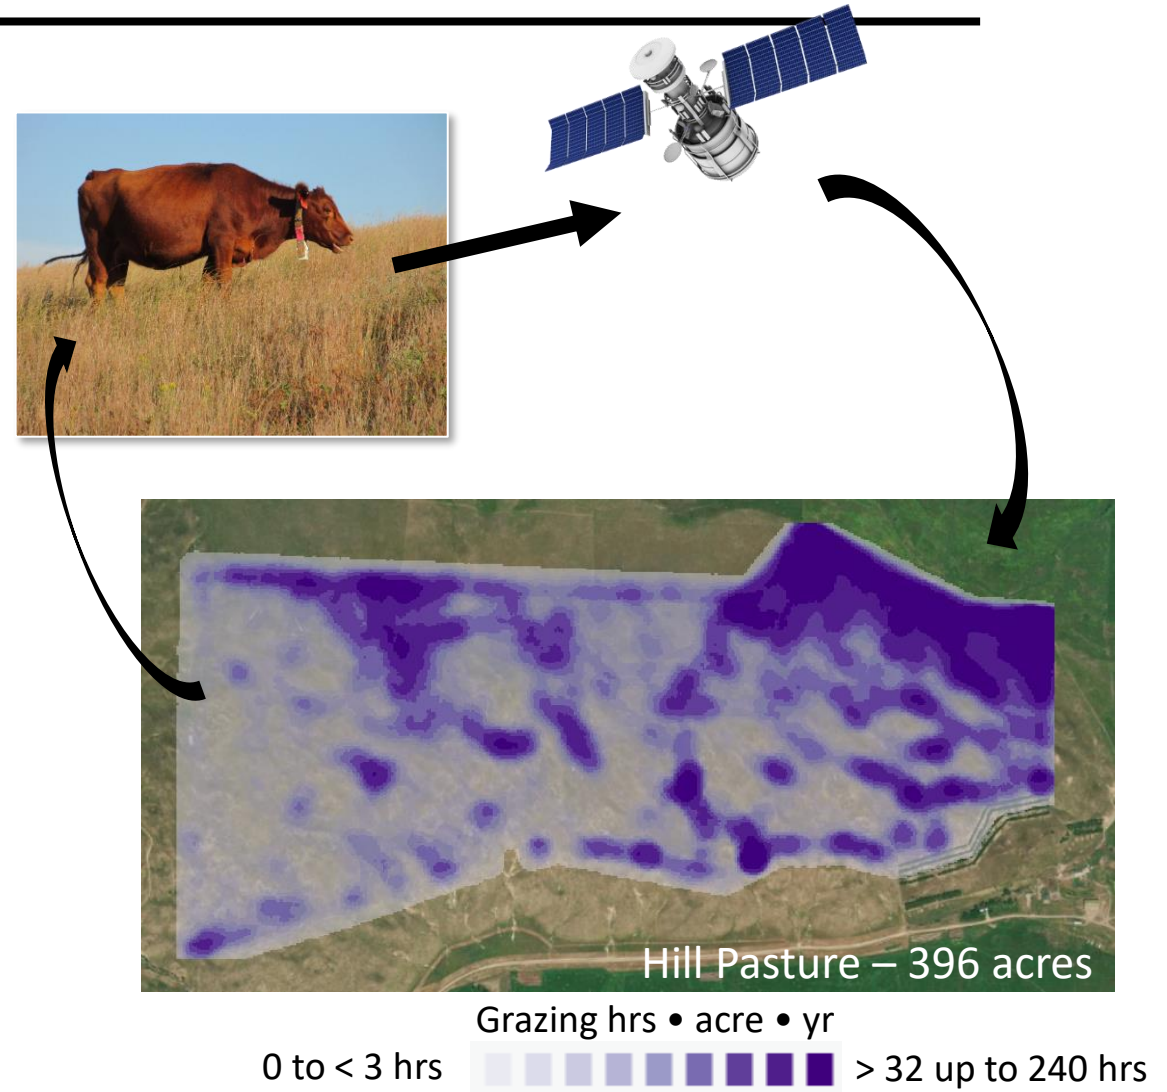 Hill Pasture – 396 acres
Grazing hrs • acre • yr
0 to < 3 hrs
> 32 up to 240 hrs